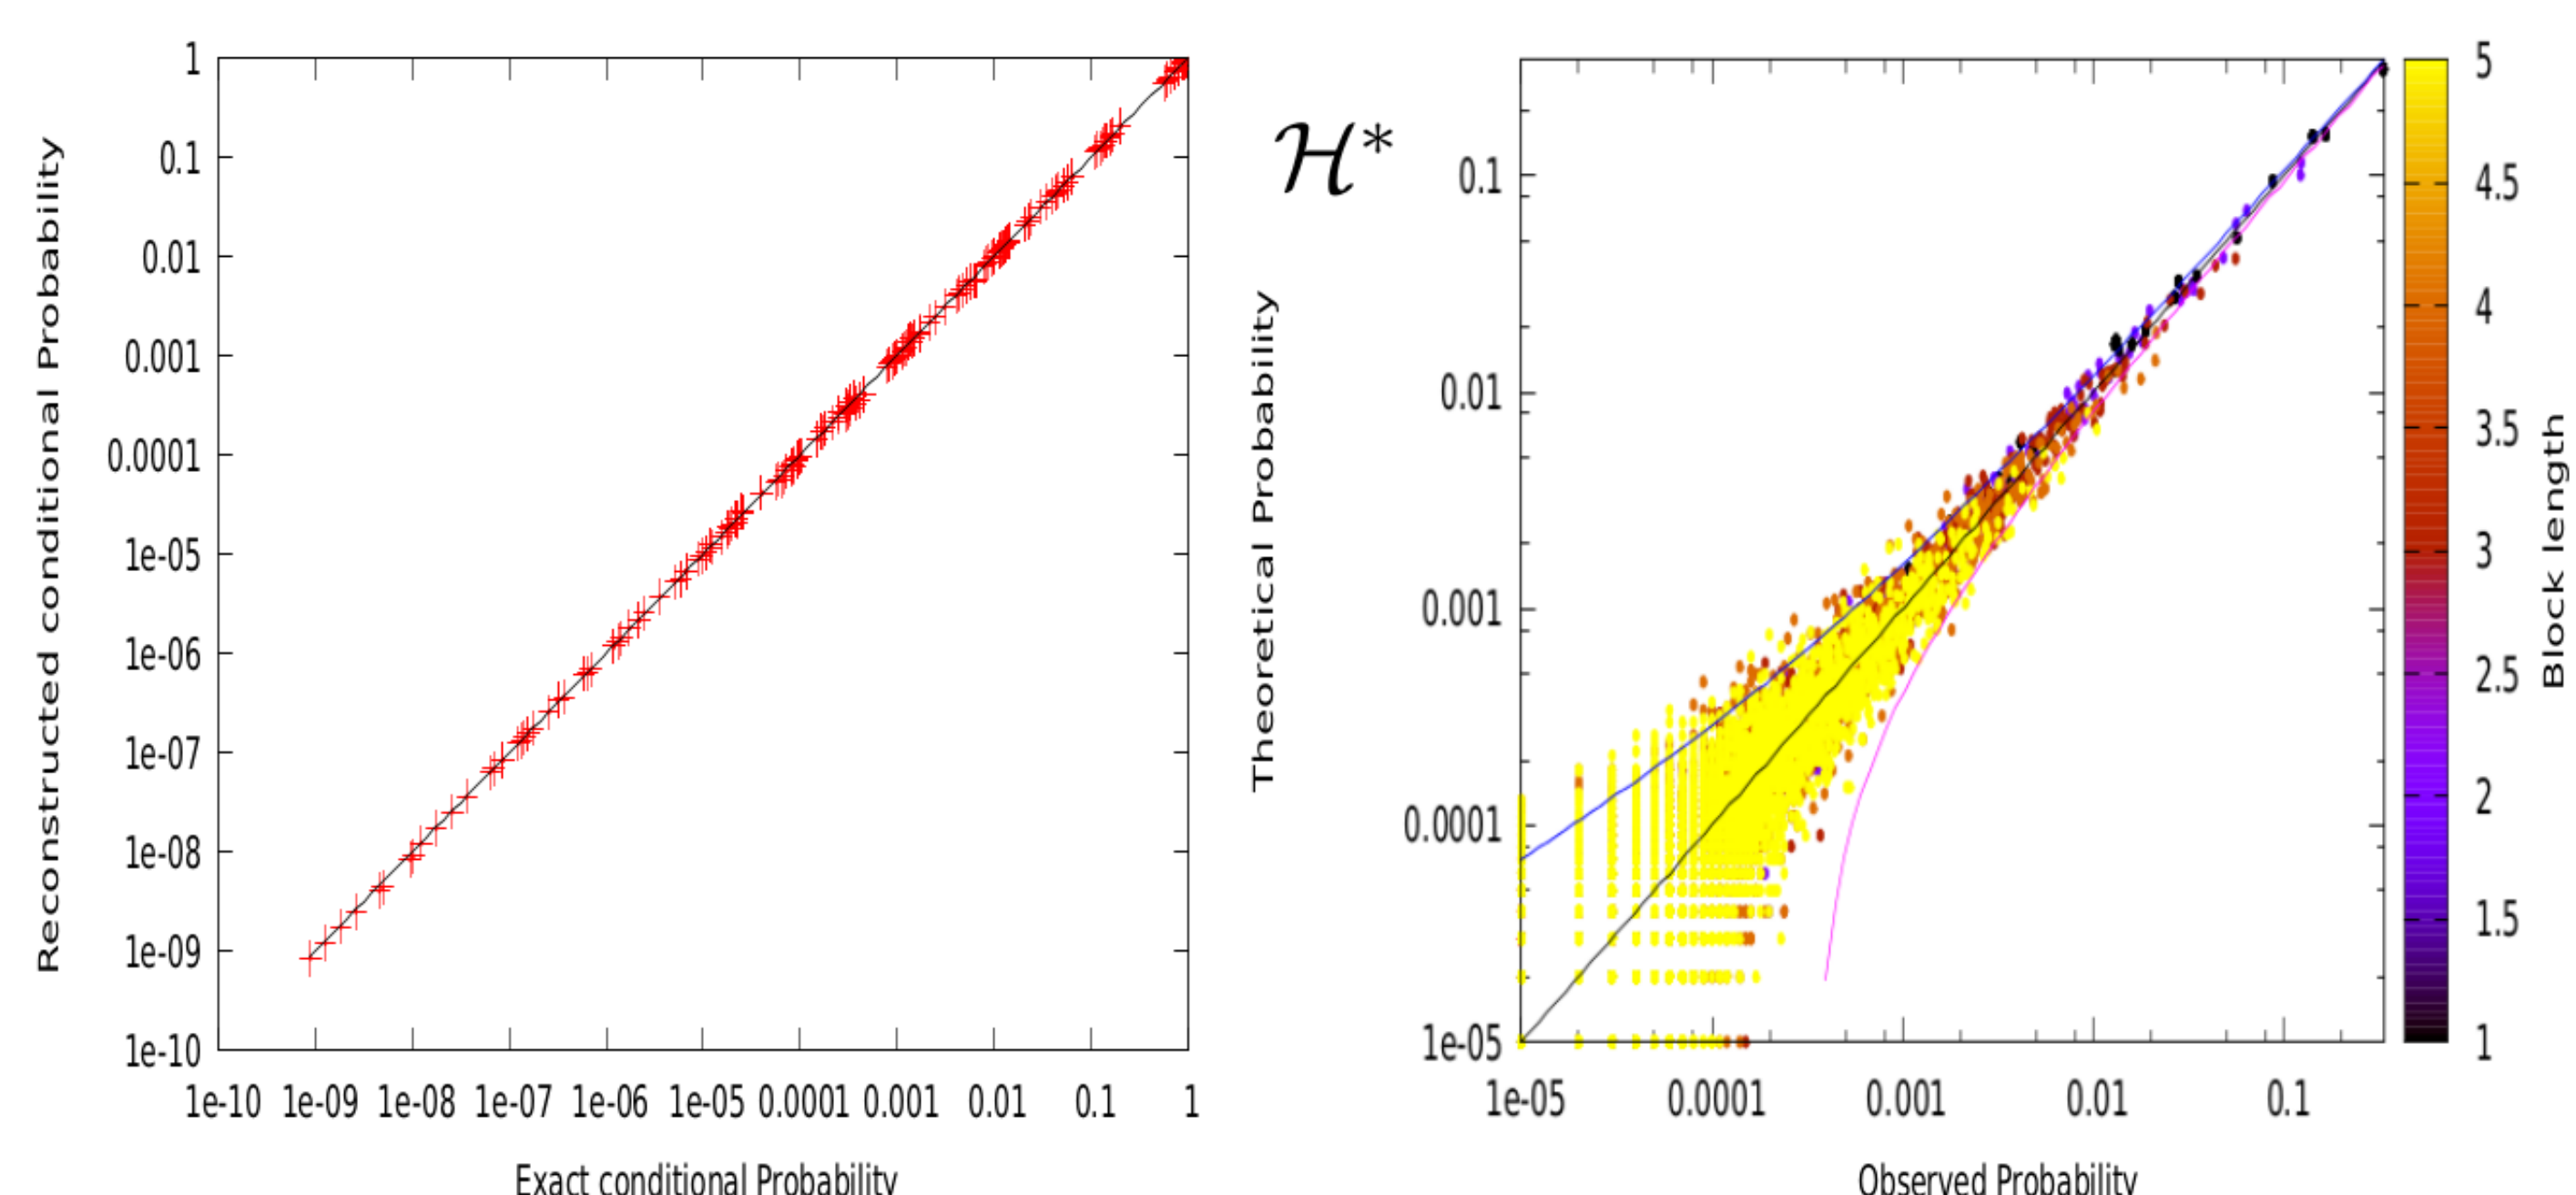 Reconstructed conditional Probability
1
0.1
0.01
0.001
0.0001
1e-05
1e-06
1e-07
1e-08
1e-09
1e-10
1e-10 1e-09 1e-08 1e-07 1e-06 1e-05 0.0001 0.001 0.01 0.1 1
Exact conditional Probability
ℋ*
Theoretical Probability
0.1
0.01
0.001
0.0001
1e-05
1e-05 0.0001 0.001 0.01 0.1
Observed Probability
5
4.5
4
3.5
3
2.5
2
1.5
1
Block length